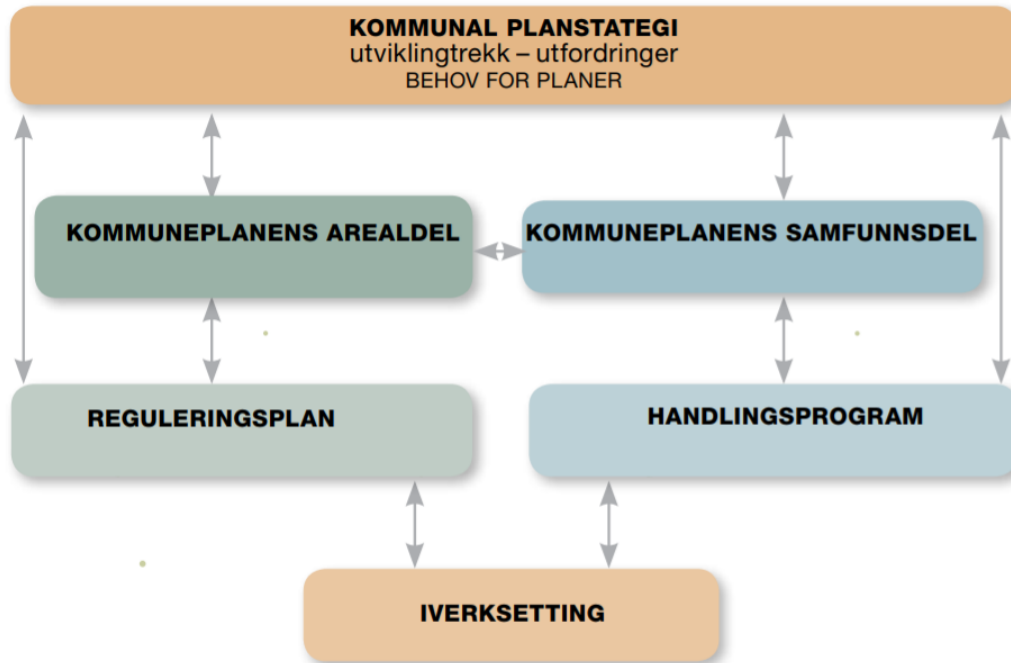 KOMMUNAL PLANSTATEGI
utviklingtrekk – utfordringer
BEHOV FOR PLANER
KOMMUNEPLANENS AREALDEL
KOMMUNEPLANENS SAMFUNNSDEL
REGULERINGSPLAN
HANDLINGSPROGRAM
IVERKSETTING